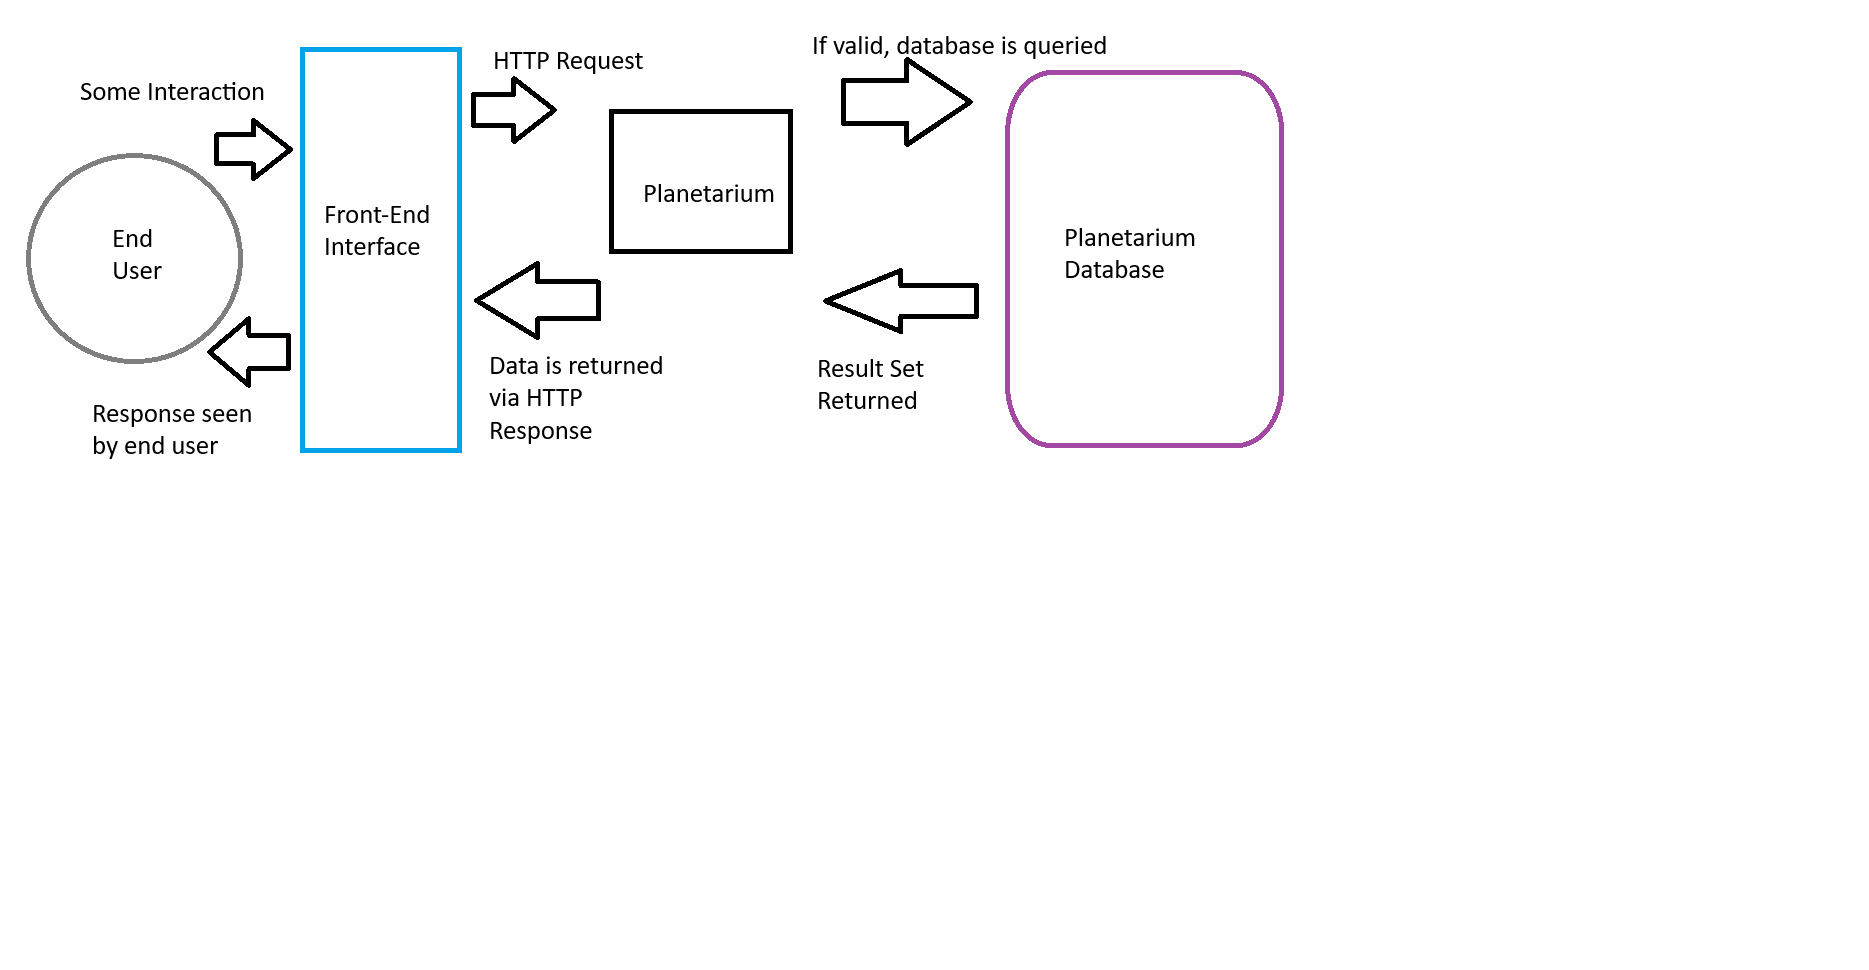 Some Interaction
End
User
Response seen
by end user
Front-End
Interface
HTTP Request
Planetarium
Data is returned
via HTTP
Response
If valid, database is queried
Planetarium
Database
Result Set
Returned